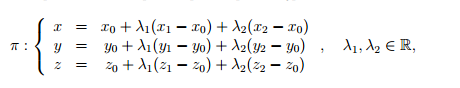 x = x₀ + λ₁(x₁ − x₀) + λ₂(x₂ − x₀)
π : { y = y₀ + λ₁(y₁ − y₀) + λ₂(y₂ − y₀) , λ₁, λ₂ ∈ ℝ,
z = z₀ + λ₁(z₁ − z₀) + λ₂(z₂ − z₀)